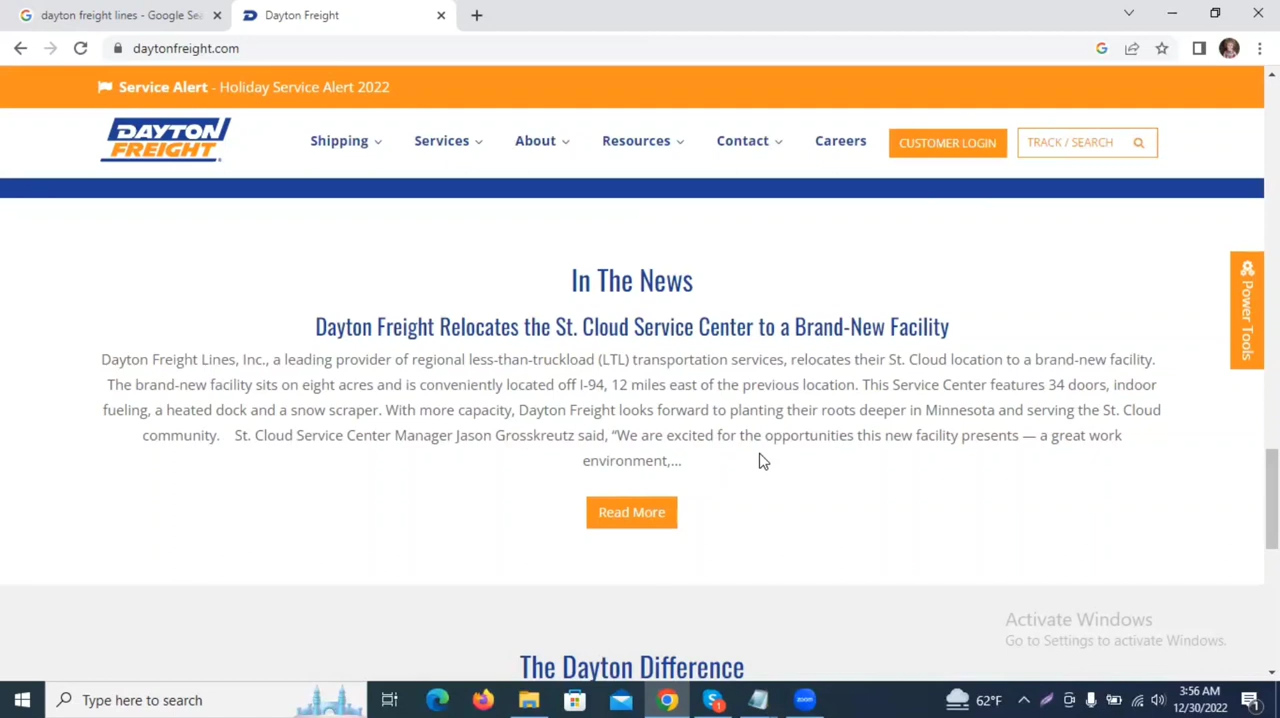 dayton freight lines - Google Sea
Dayton Freight
daytonfreight.com
Service Alert - Holiday Service Alert 2022
DAYTON
FREIGHT
Shipping
Services
About
Resources
Contact
Careers
CUSTOMER LOGIN
TRACK / SEARCH
Power Tools
In The News
Dayton Freight Relocates the St. Cloud Service Center to a Brand-New Facility
Dayton Freight Lines, Inc., a leading provider of regional less-than-truckload (LTL) transportation services, relocates their St. Cloud location to a brand-new facility.
The brand-new facility sits on eight acres and is conveniently located off I-94, 12 miles east of the previous location. This Service Center features 34 doors, indoor
fueling, a heated dock and a snow scraper. With more capacity, Dayton Freight looks forward to planting their roots deeper in Minnesota and serving the St. Cloud
community. St. Cloud Service Center Manager Jason Grosskreutz said, “We are excited for the opportunities this new facility presents — a great work
environment,...
Read More
The Dayton Difference
Activate Windows
Go to Settings to activate Windows.
Type here to search
1
zoom
62°F
3:56 AM
12/30/2022
1